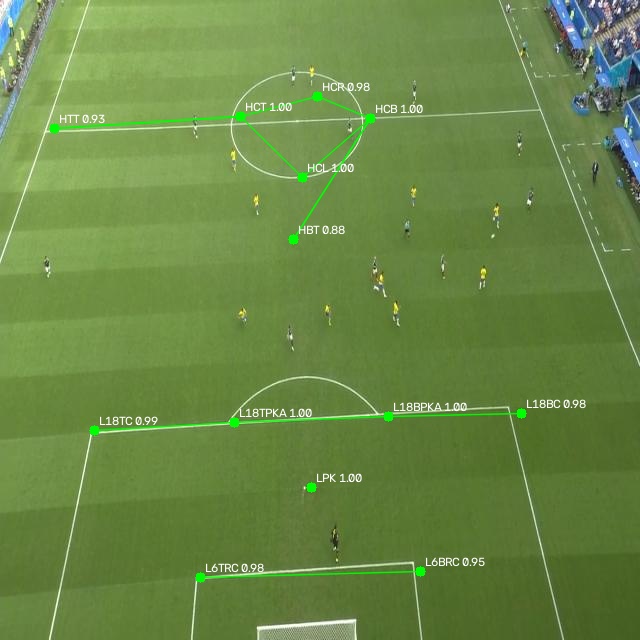 HCR 0.98
HTT 0.93
HCT 1.00
HCB 1.00
HCL 1.00
HBT 0.88
L18TC 0.99
L18TPKA 1.00
L18BPKA 1.00
L18BC 0.98
LPK 1.00
L6TRC 0.98
L6BRC 0.95